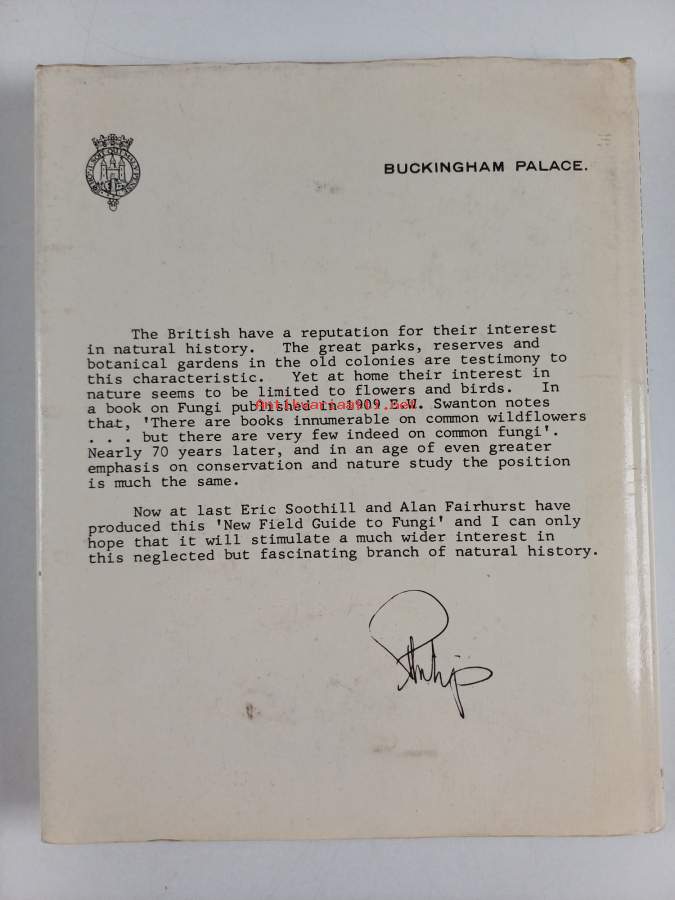 BUCKINGHAM PALACE.
The British have a reputation for their interest
in natural history. The great parks, reserves and
botanical gardens in the old colonies are testimony to
this characteristic. Yet at home their interest in
nature seems to be limited to flowers and birds. In
a book on Fungi published in 1909 E.W. Swanton notes
that, 'There are books innumerable on common wildflowers
. . . but there are very few indeed on common fungi'.
Nearly 70 years later, and in an age of even greater
emphasis on conservation and nature study the position
is much the same.
Now at last Eric Soothill and Alan Fairhurst have
produced this 'New Field Guide to Fungi' and I can only
hope that it will stimulate a much wider interest in
this neglected but fascinating branch of natural history.
Philip